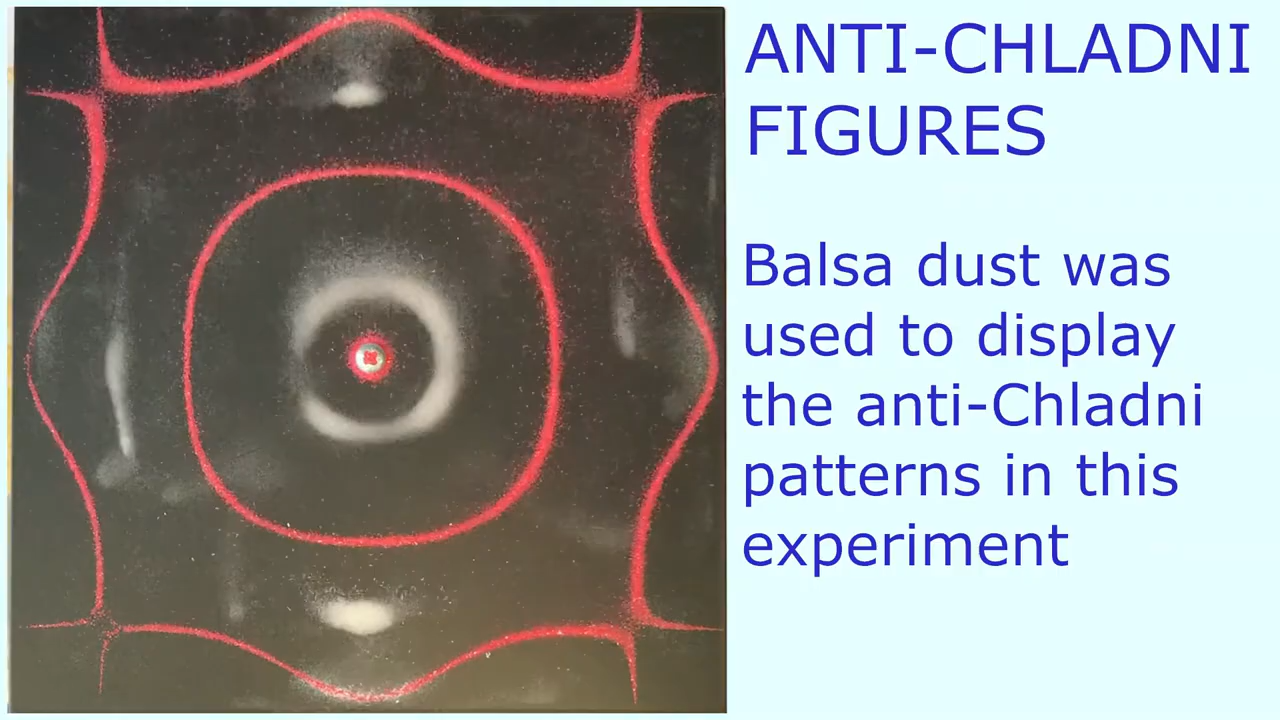 ANTI-CHLADNI
FIGURES
Balsa dust was
used to display
the anti-Chladni
patterns in this
experiment